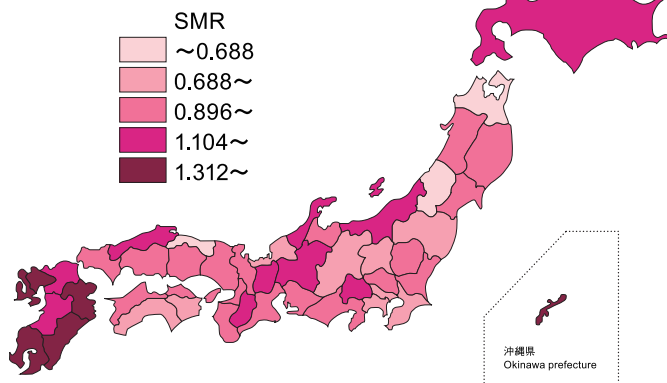 SMR
～0.688
0.688～
0.896～
1.104～
1.312～
沖縄県
Okinawa prefecture